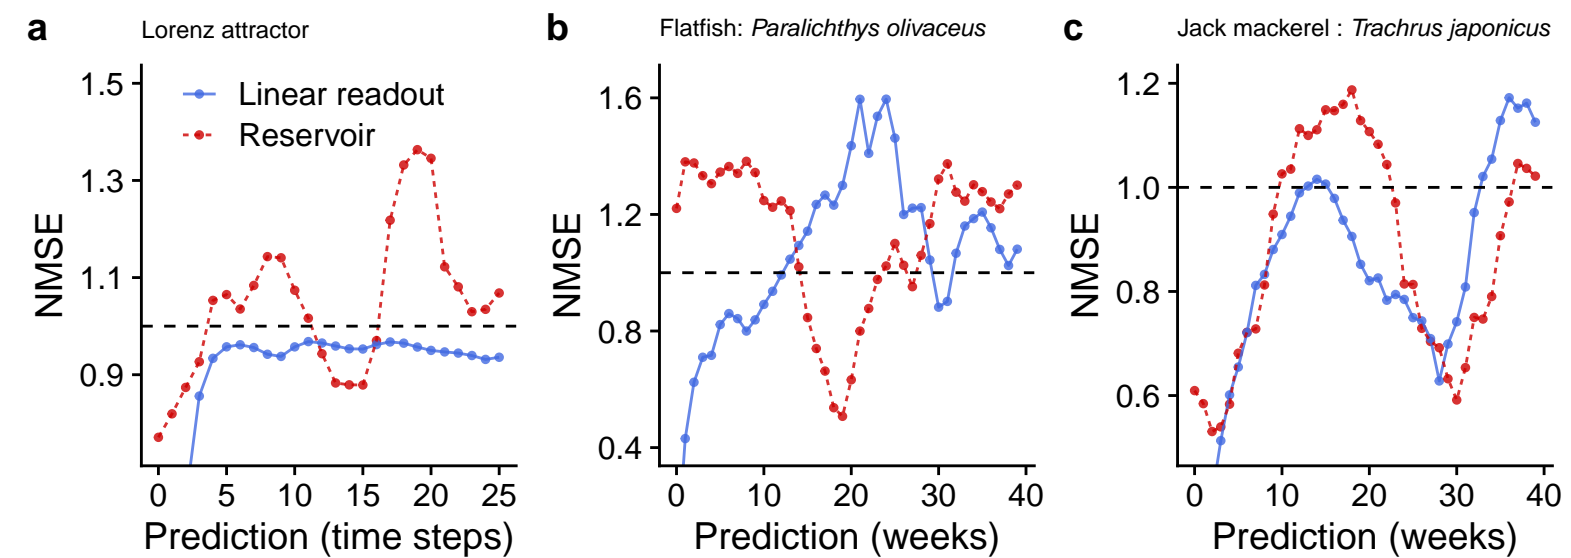 a
Lorenz attractor
1.5
1.3
1.1
0.9
NMSE
Linear readout
Reservoir
0 5 10 15 20 25
Prediction (time steps)
b
Flatfish: Paralichthys olivaceus
1.6
1.2
0.8
0.4
NMSE
0 10 20 30 40
Prediction (weeks)
c
Jack mackerel : Trachrus japonicus
1.2
1.0
0.8
0.6
NMSE
0 10 20 30 40
Prediction (weeks)